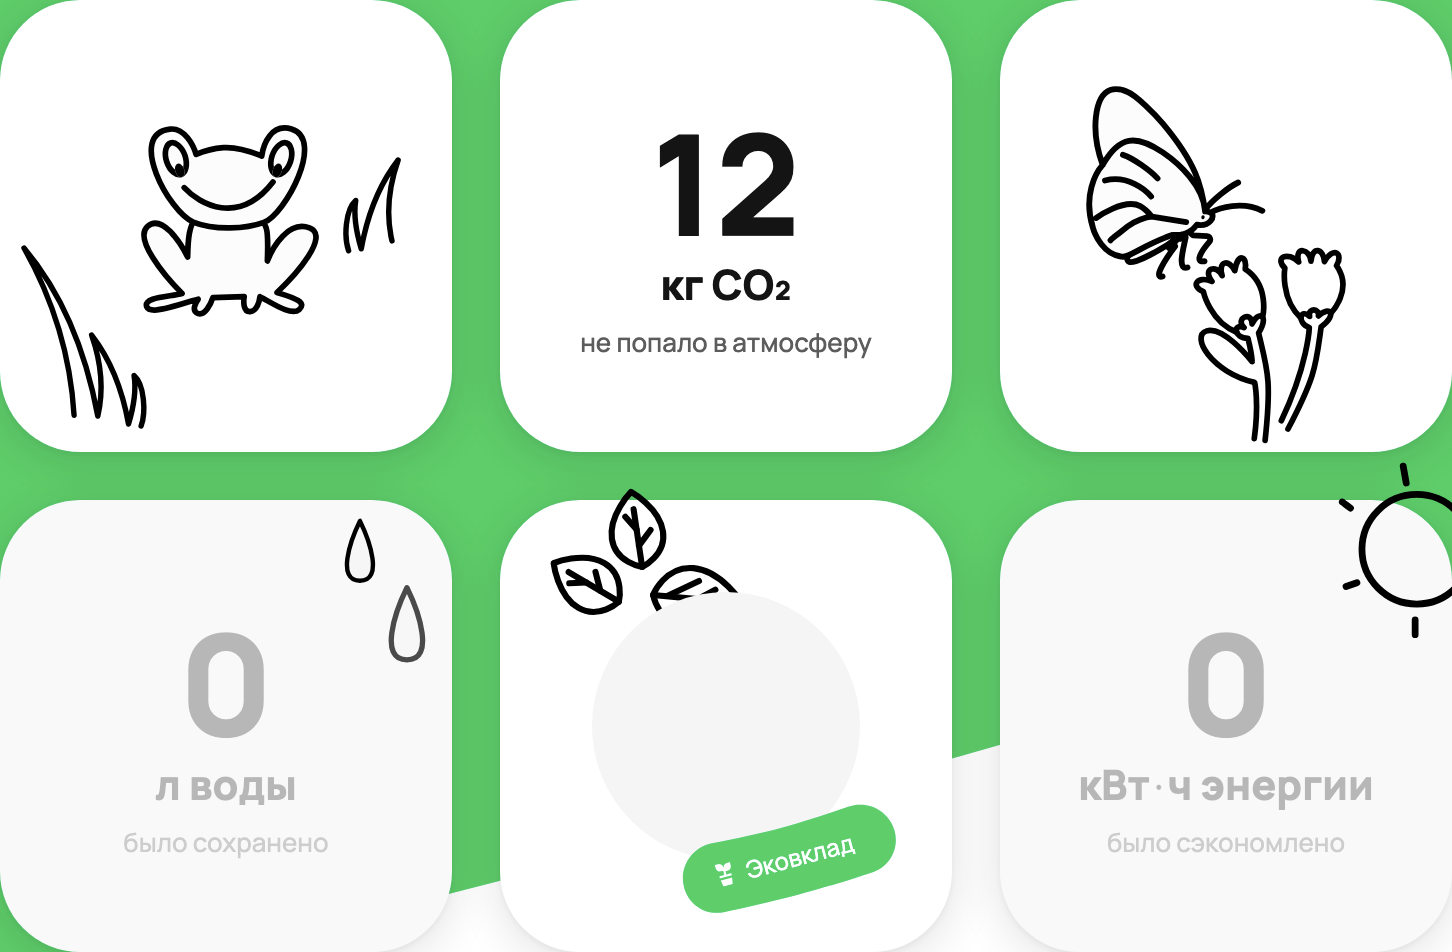 12
кг CO₂
не попало в атмосферу
0
л воды
было сохранено
Эковклад
0
кВт·ч энергии
было сэкономлено